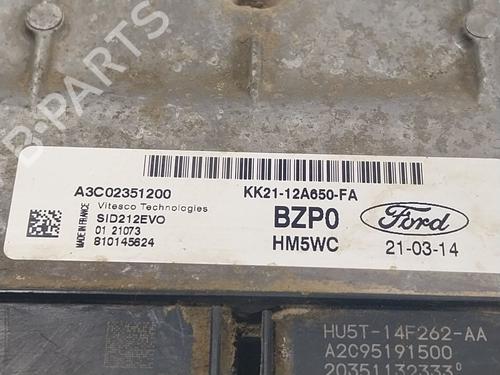 B-PARTS
A3C02351200
KK21-12A650-FA
Vitesco Technologies
SID212EVO
01 21073
810145624
MADE IN FRANCE
BZP0
HM5WC
Ford
21-03-14
HU5T-14F262-AA
A2C95191500
203511323330